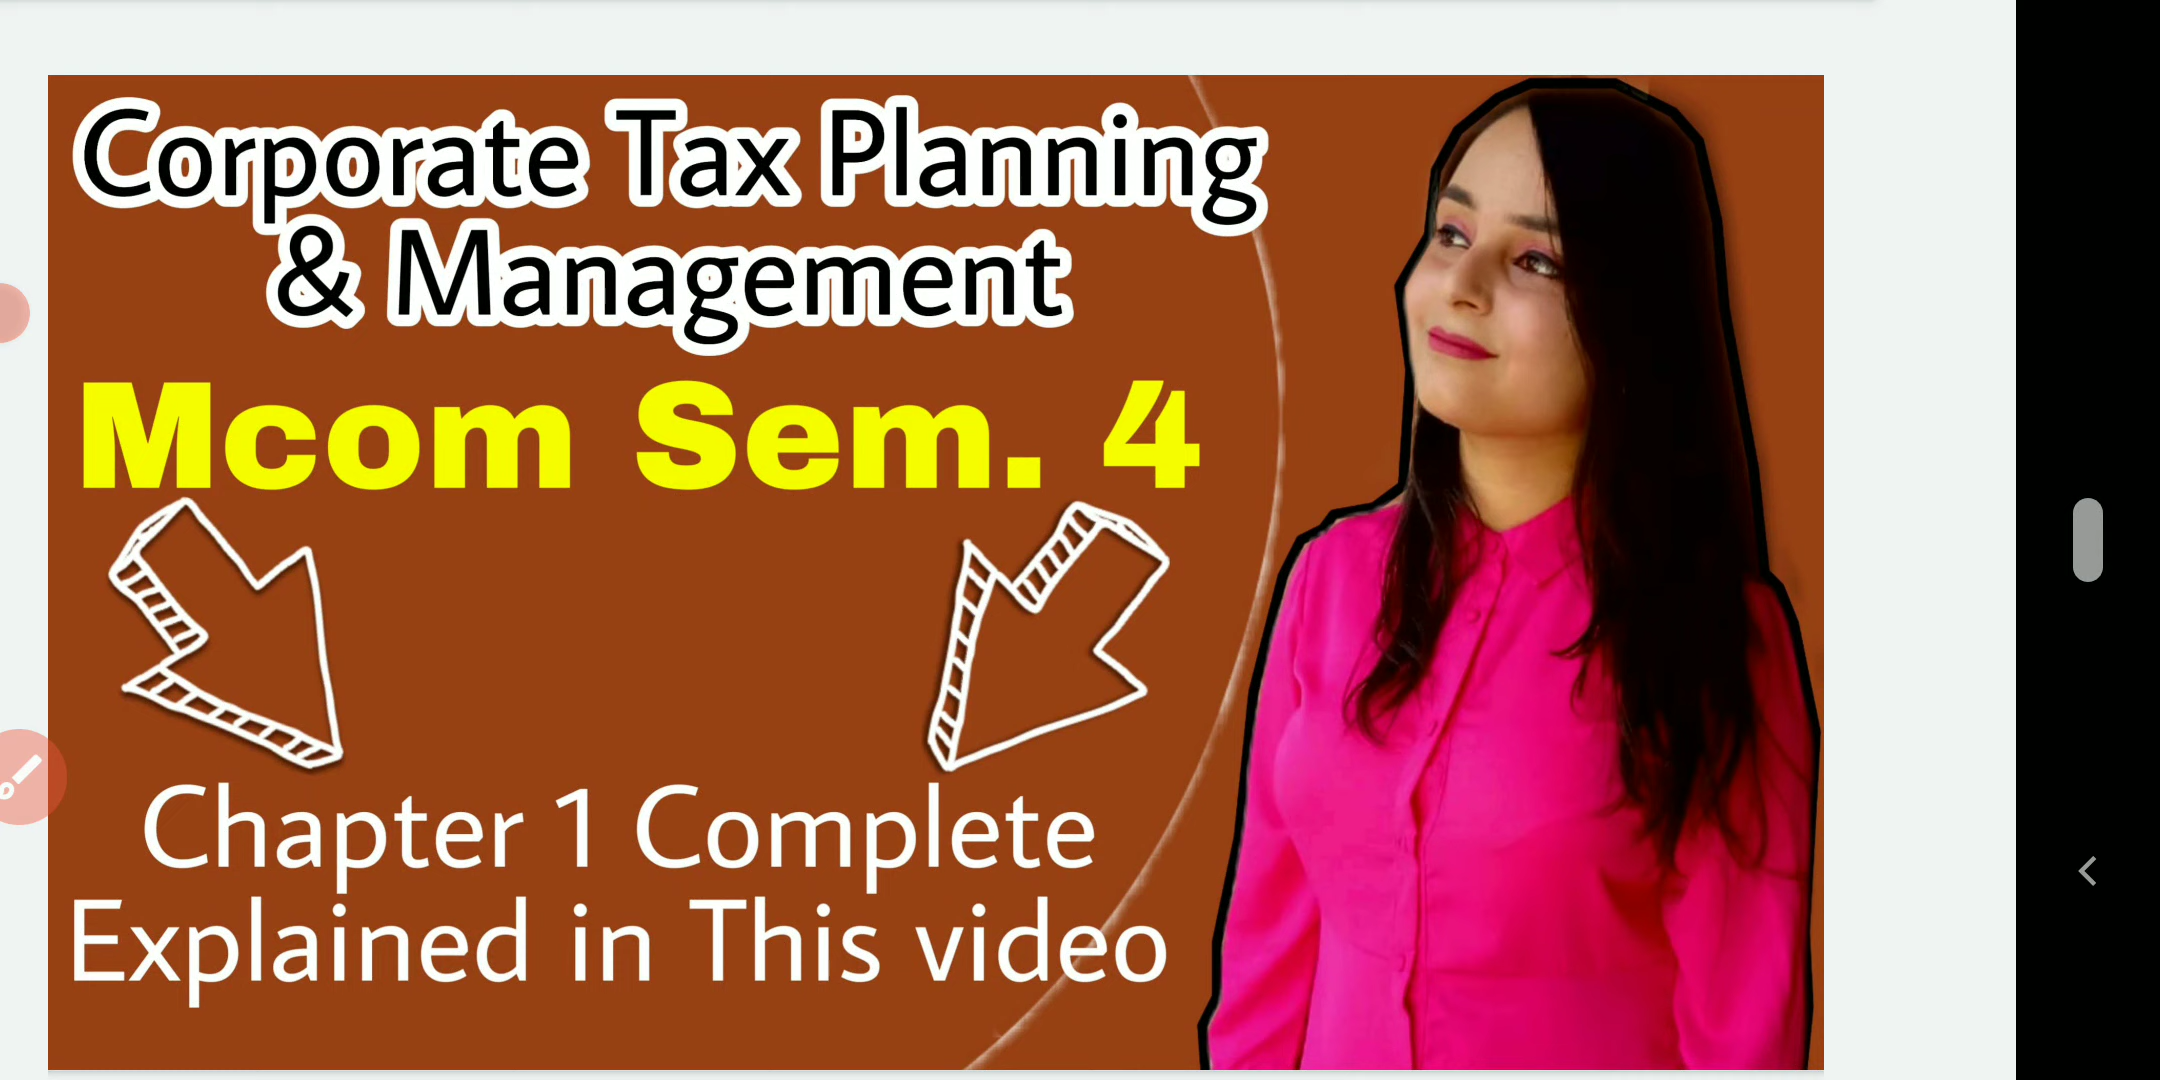 Corporate Tax Planning
& Management
Mcom Sem. 4
Chapter 1 Complete
Explained in This video